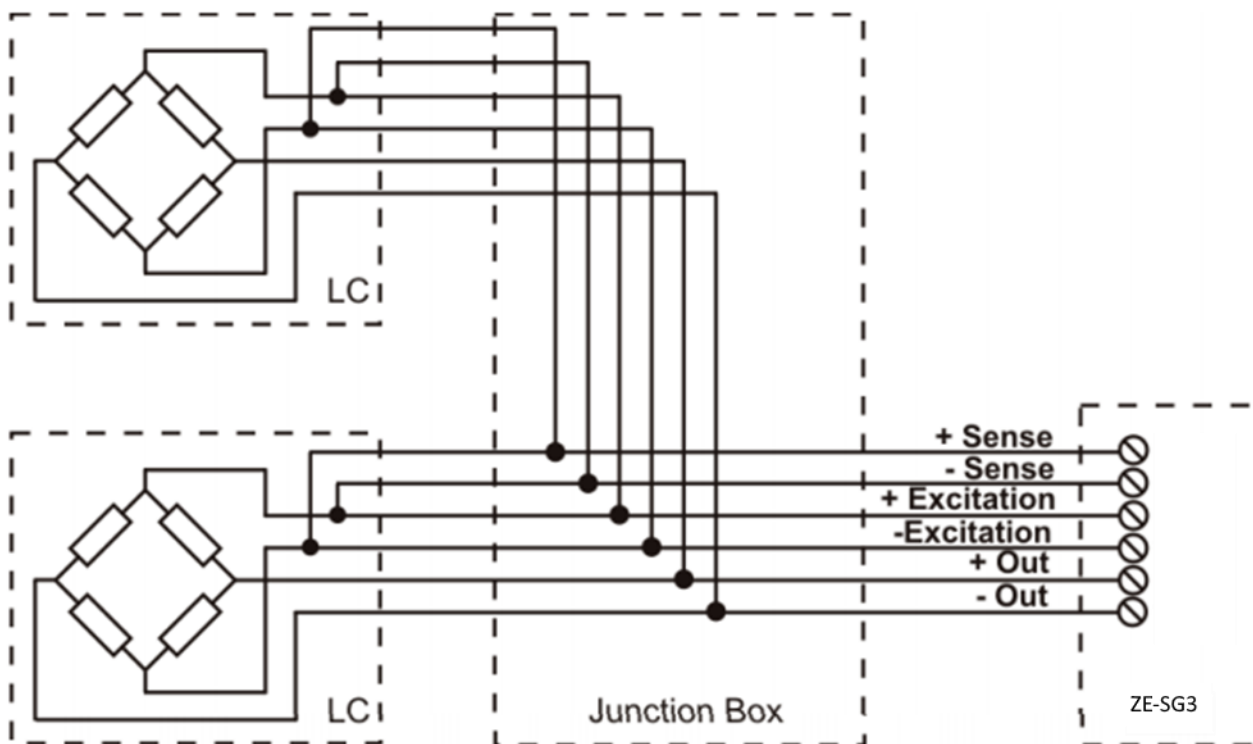 LC
+ Sense
- Sense
+ Excitation
-Excitation
+ Out
- Out
LC
Junction Box
ZE-SG3